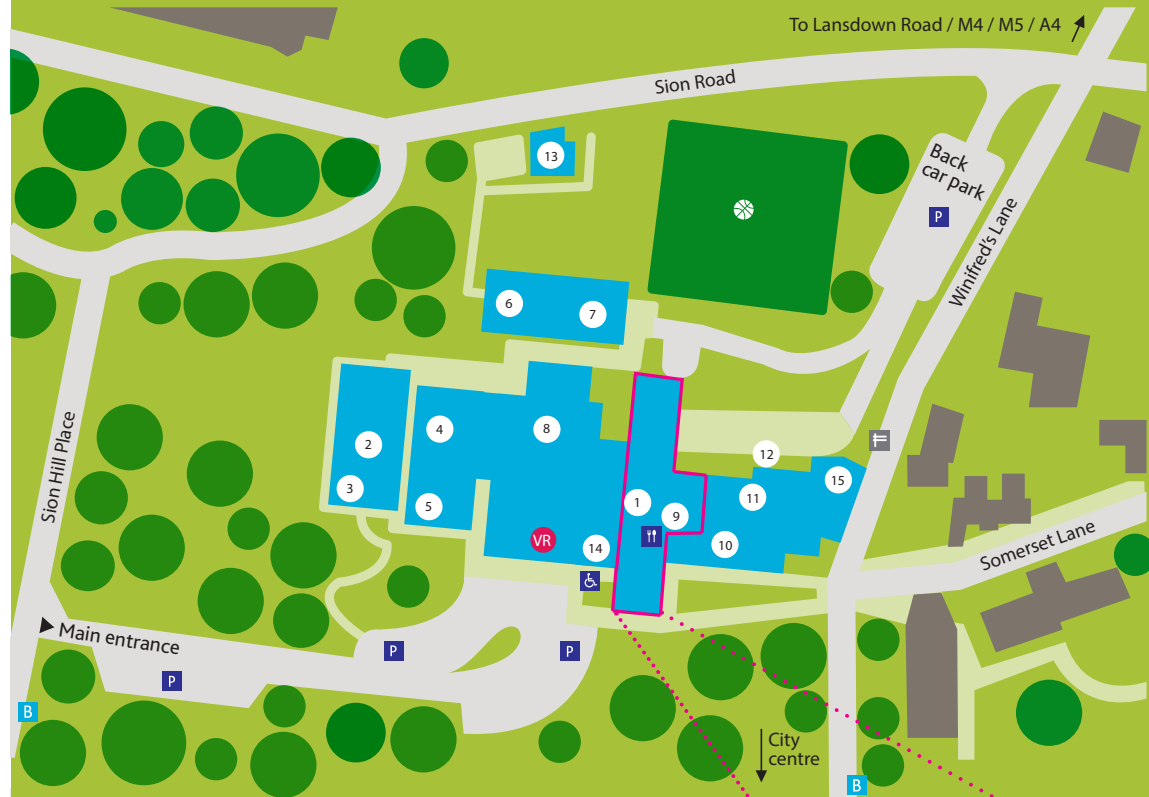 To Lansdown Road / M4 / M5 / A4
Sion Road
13
Back
car park
P
Winifred's Lane
6
7
4
8
2
12
3
5
1
9
11
15
VR
14
10
Sion Hill Place
Somerset Lane
Main entrance
P
P
P
B
City
centre
B